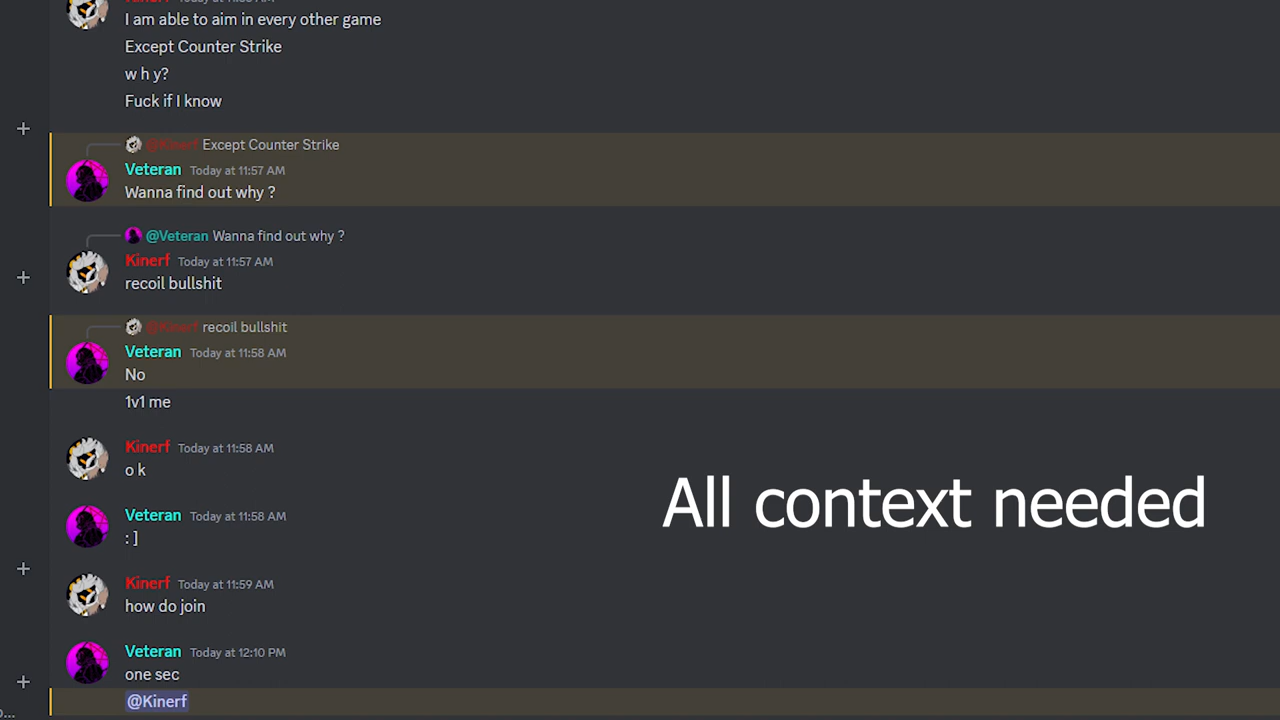 I am able to aim in every other game
Except Counter Strike
w h y?
Fuck if I know
@Kinerf Except Counter Strike
Veteran Today at 11:57 AM
Wanna find out why ?
@Veteran Wanna find out why ?
Kinerf Today at 11:57 AM
recoil bullshit
@Kinerf recoil bullshit
Veteran Today at 11:58 AM
No
1v1 me
Kinerf Today at 11:58 AM
o k
Veteran Today at 11:58 AM
: ]
All context needed
Kinerf Today at 11:59 AM
how do join
Veteran Today at 12:10 PM
one sec
@Kinerf